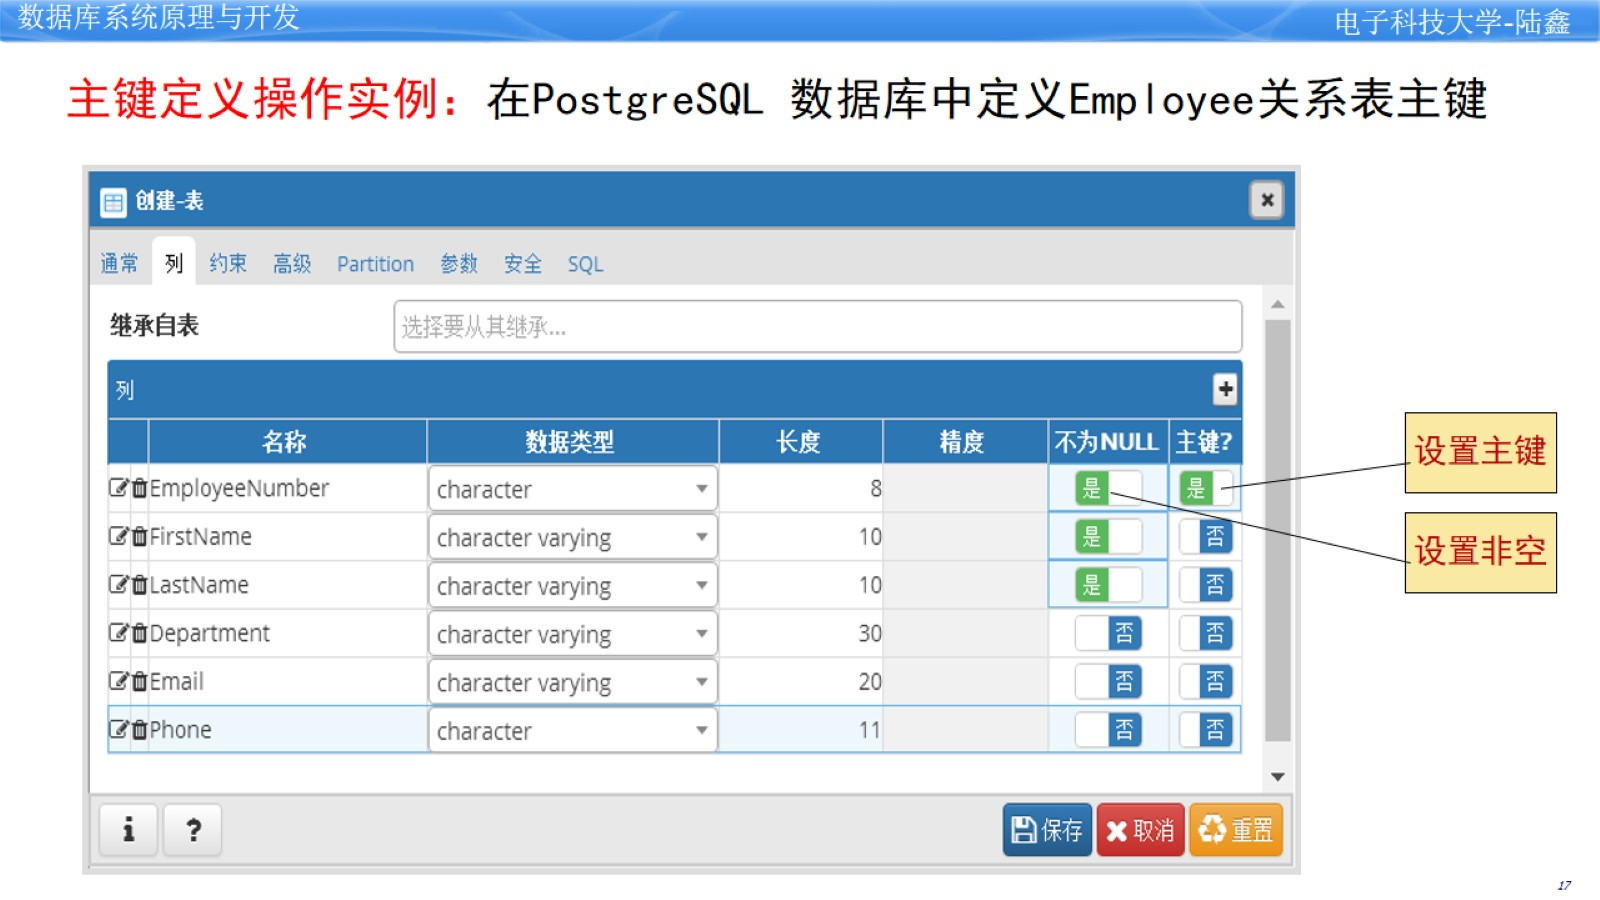 数据库系统原理与开发
电子科技大学-陆鑫
主键定义操作实例：在PostgreSQL 数据库中定义Employee关系表主键
创建-表
通常 列 约束 高级 Partition 参数 安全 SQL
继承自表 选择要从其继承...
列
名称 数据类型 长度 精度 不为NULL 主键?
EmployeeNumber character 8 是 是
FirstName character varying 10 是 否
LastName character varying 10 是 否
Department character varying 30 否 否
Email character varying 20 否 否
Phone character 11 否 否
设置主键
设置非空
i ? 保存 取消 重置
17